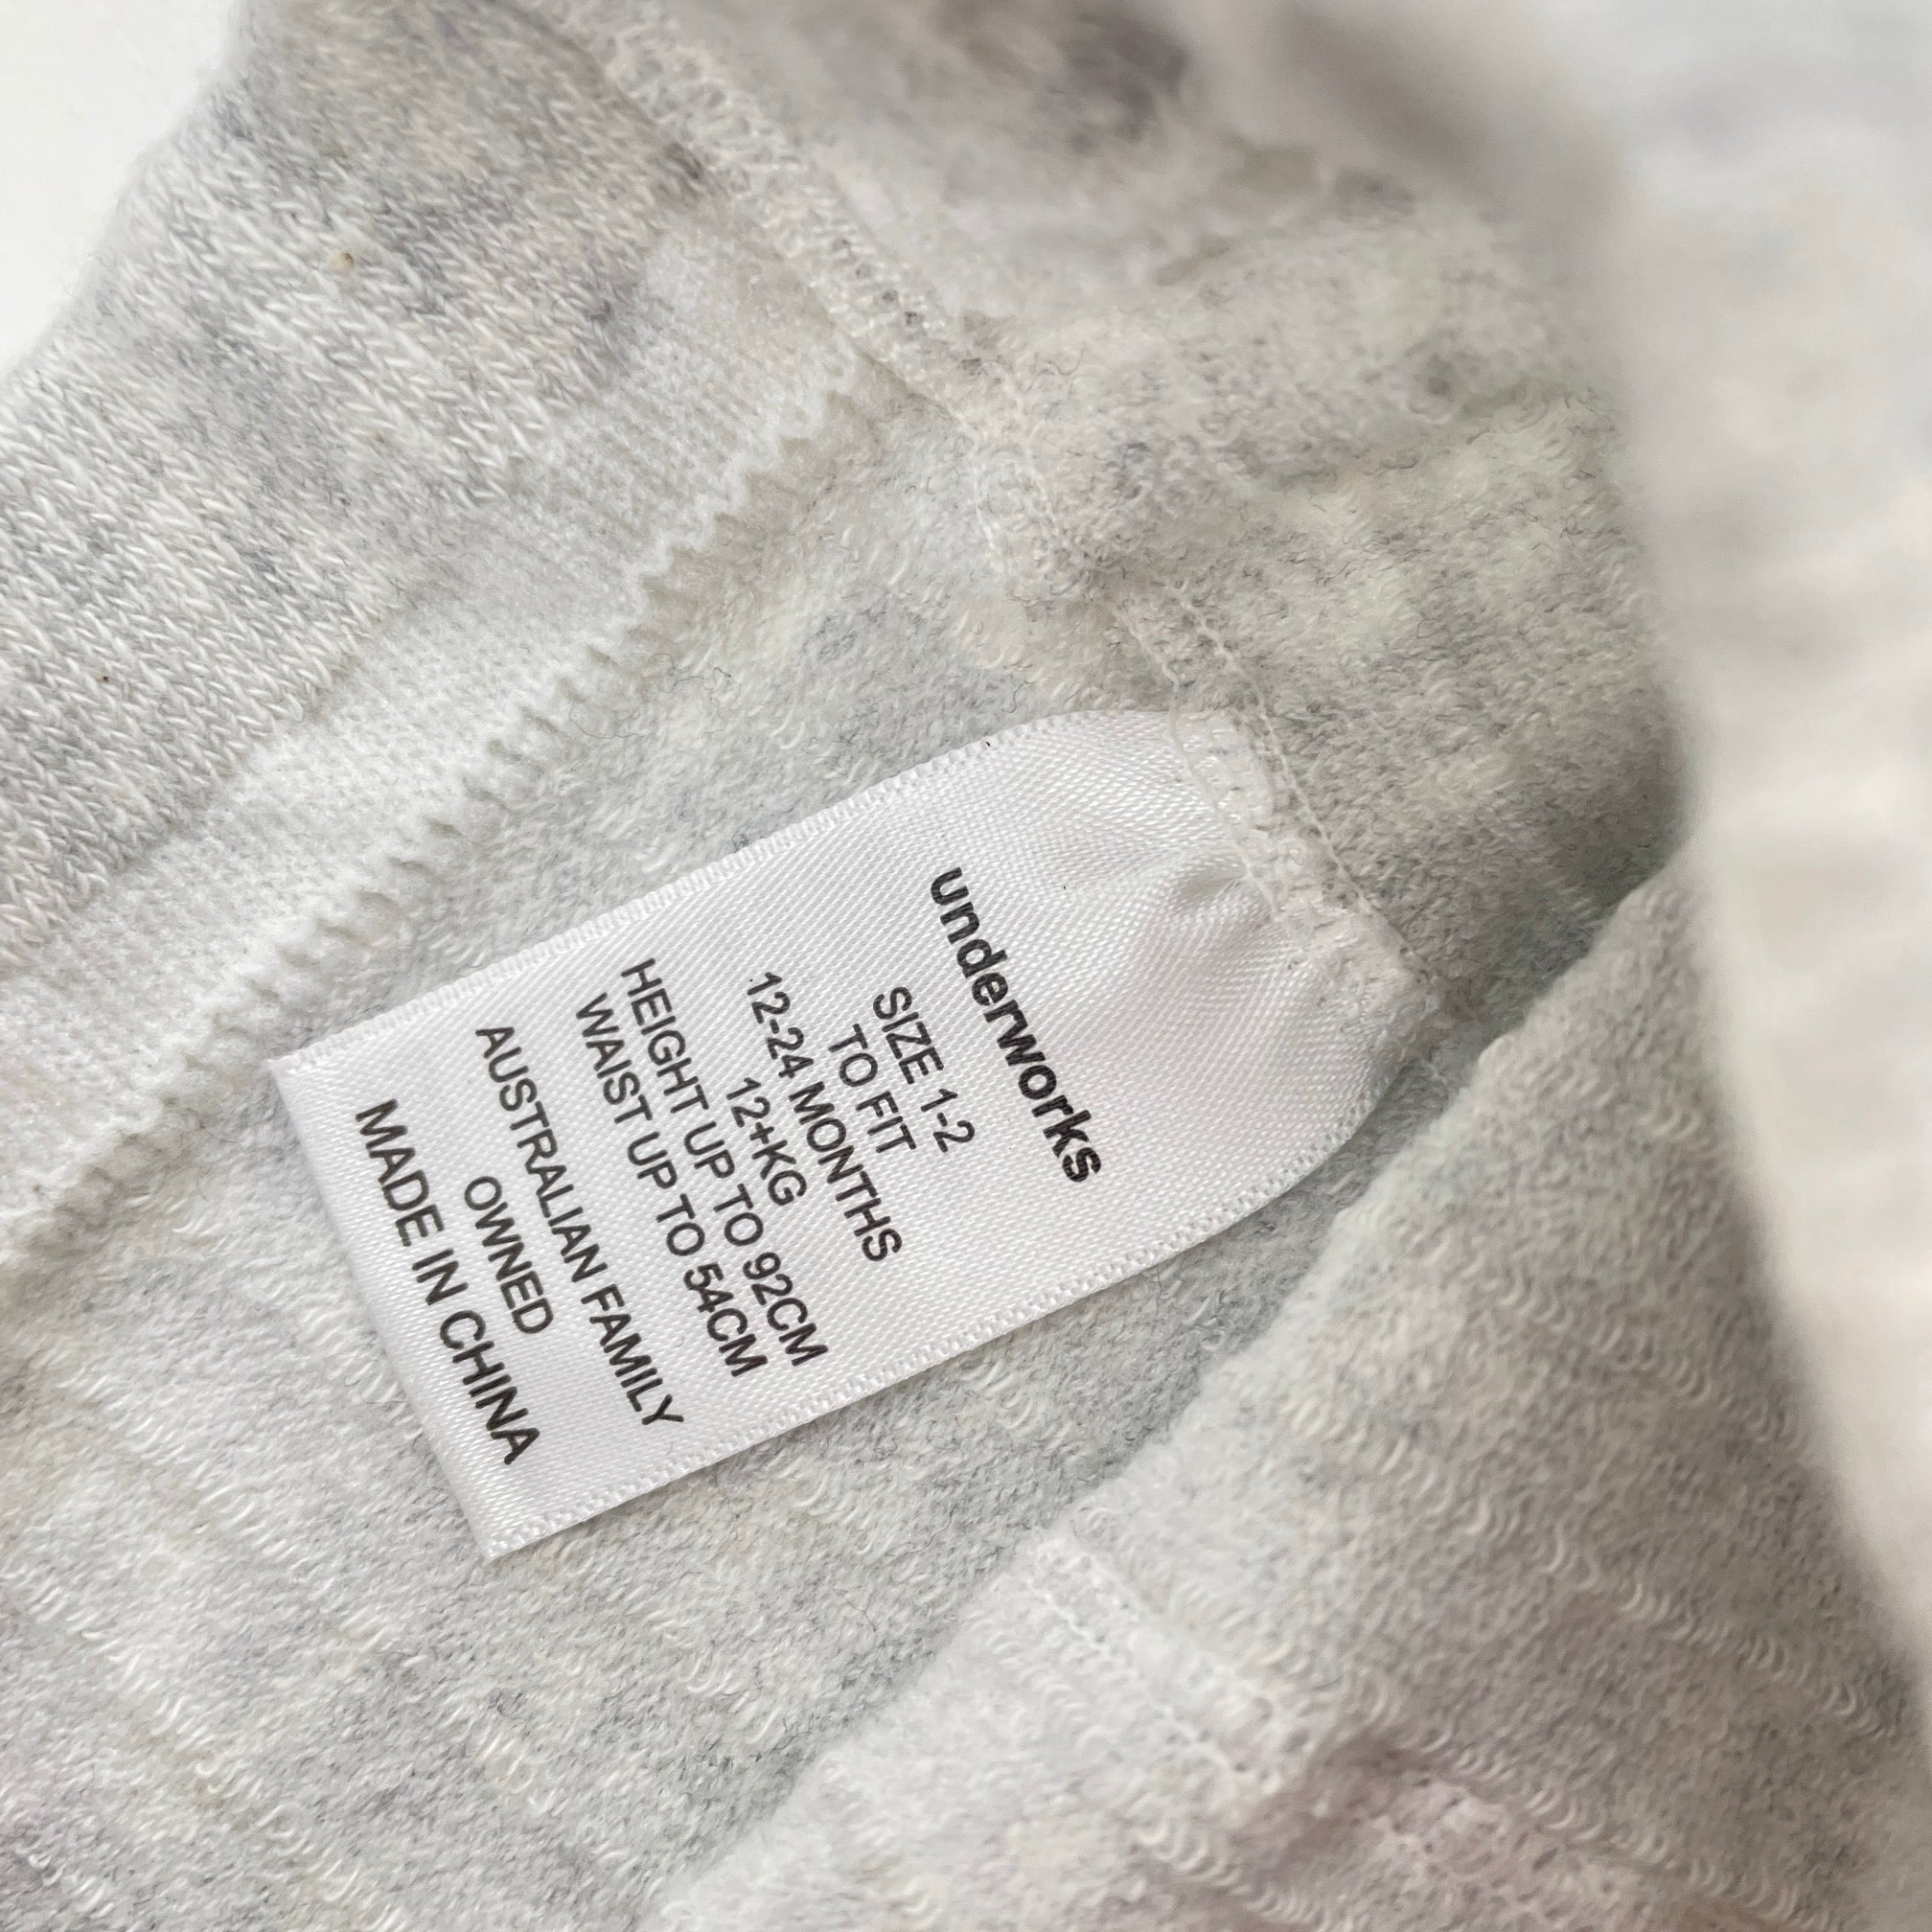 underworks
SIZE 1-2
TO FIT
12-24 MONTHS
12+KG
HEIGHT UP TO 92CM
WAIST UP TO 54CM
AUSTRALIAN FAMILY
OWNED
MADE IN CHINA